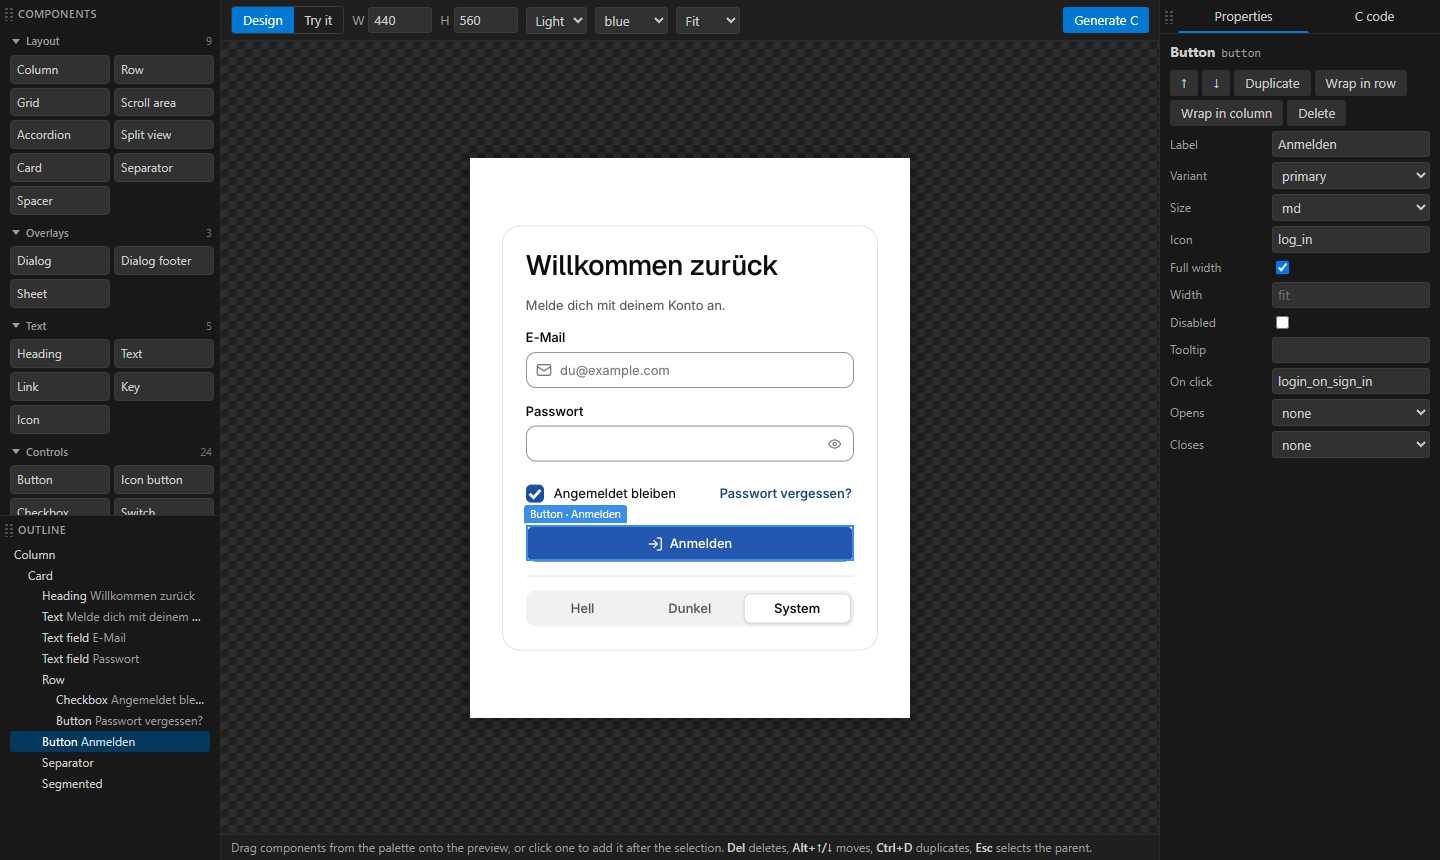 COMPONENTS
Layout 9
Column Row
Grid Scroll area
Accordion Split view
Card Separator
Spacer
Overlays 3
Dialog Dialog footer
Sheet
Text 5
Heading Text
Link Key
Icon
Controls 24
Button Icon button
Checkbox Switch
OUTLINE
Column
Card
Heading Willkommen zurück
Text Melde dich mit deinem ...
Text field E-Mail
Text field Passwort
Row
Checkbox Angemeldet ble...
Button Passwort vergessen?
Button Anmelden
Separator
Segmented
Design Try it W 440 H 560 Light blue Fit Generate C
Willkommen zurück
Melde dich mit deinem Konto an.
E-Mail
du@example.com
Passwort
Angemeldet bleiben Passwort vergessen?
Button · Anmelden
Anmelden
Hell Dunkel System
Drag components from the palette onto the preview, or click one to add it after the selection. Del deletes, Alt+↑/↓ moves, Ctrl+D duplicates, Esc selects the parent.
Properties C code
Button button
↑ ↓ Duplicate Wrap in row
Wrap in column Delete
Label Anmelden
Variant primary
Size md
Icon log_in
Full width
Width fit
Disabled
Tooltip
On click login_on_sign_in
Opens none
Closes none